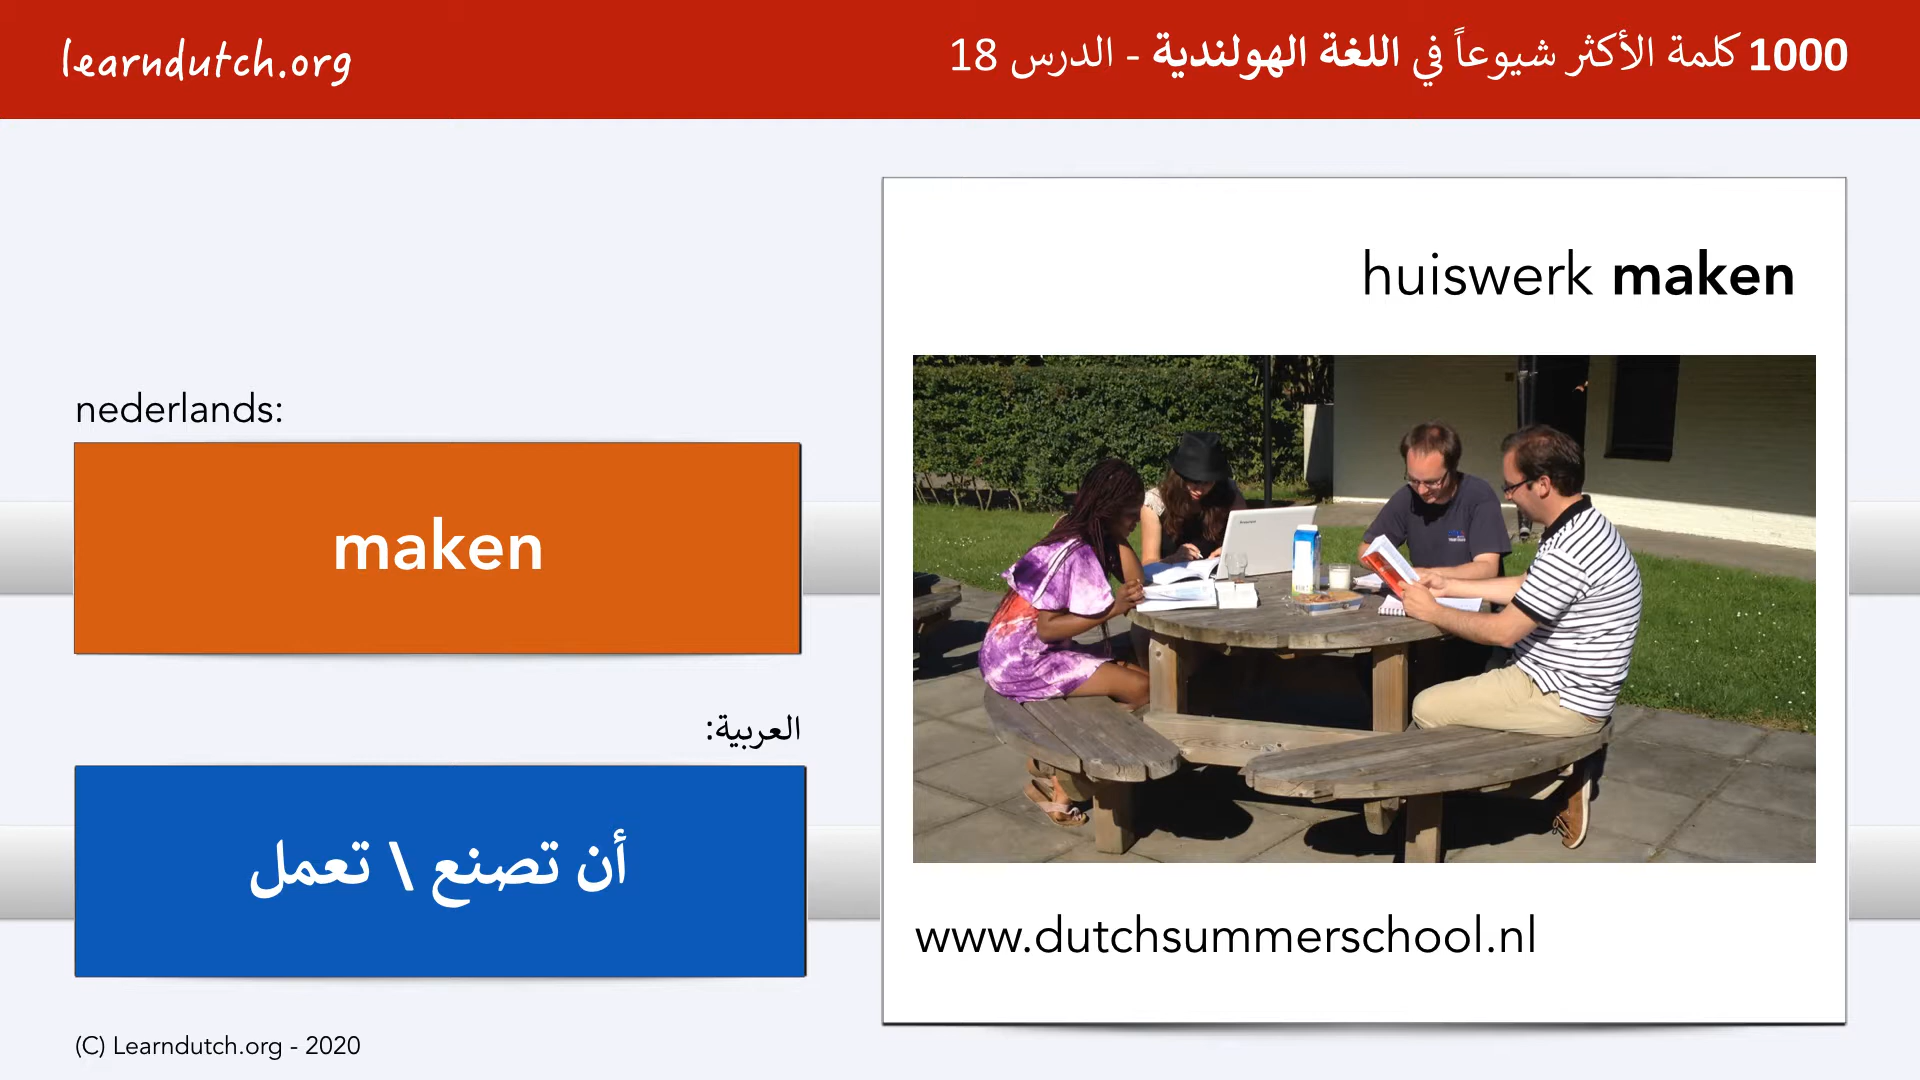 learndutch.org
1000 كلمة الأكثر شيوعاً في اللغة الهولندية - الدرس 18
huiswerk maken
nederlands:
maken
العربية:
أن تصنع \ تعمل
www.dutchsummerschool.nl
(C) Learndutch.org - 2020